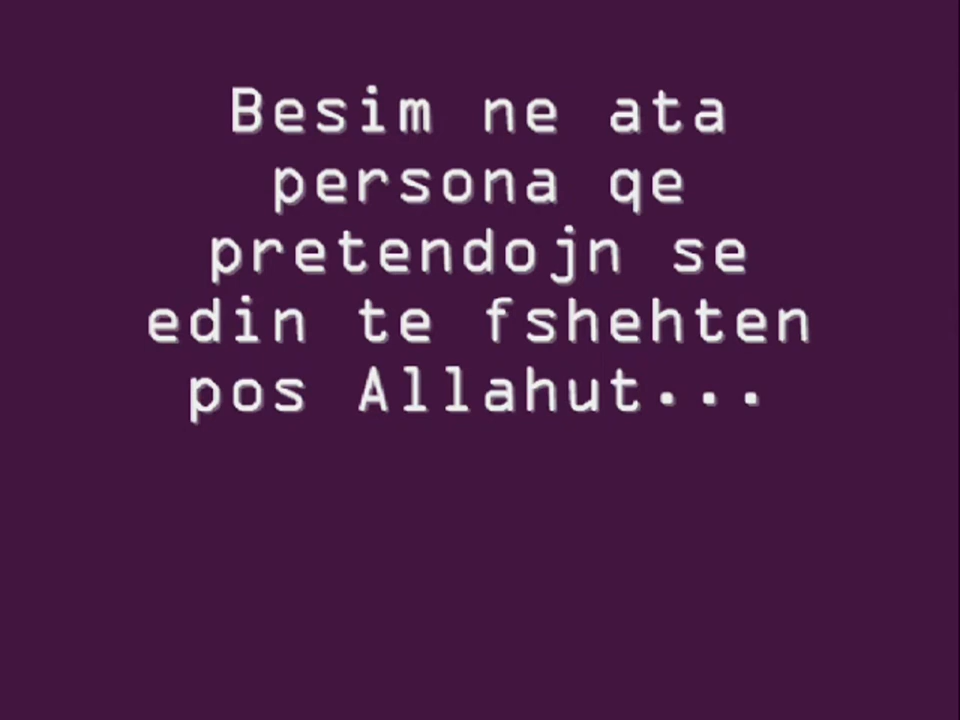 Besim ne ata
persona qe
pretendojn se
edin te fshehten
pos Allahut...